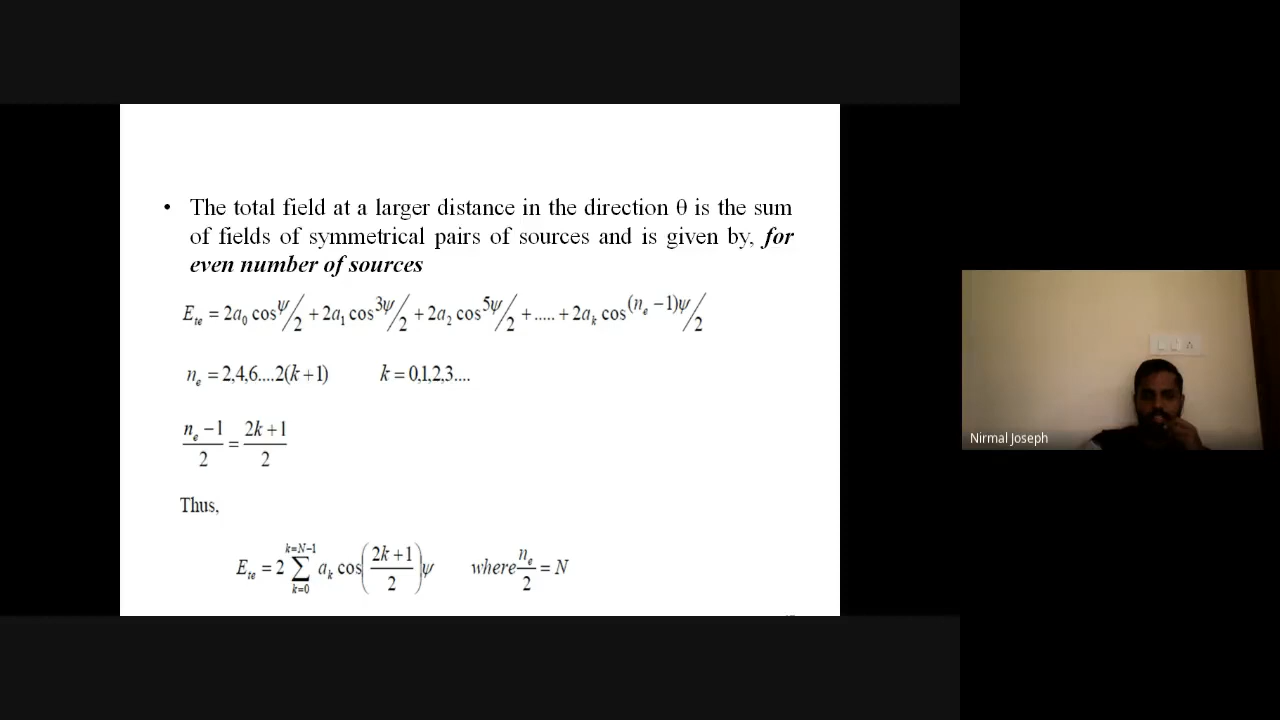 • The total field at a larger distance in the direction θ is the sum
of fields of symmetrical pairs of sources and is given by, for
even number of sources
E_te = 2a_0 cos ψ/2 + 2a_1 cos 3ψ/2 + 2a_2 cos 5ψ/2 + ..... + 2a_k cos (n_e −1)ψ/2
n_e = 2,4,6....2(k+1) k = 0,1,2,3....
(n_e −1)/2 = (2k+1)/2
Thus,
E_te = 2 ∑_{k=0}^{k=N−1} a_k cos((2k+1)/2)ψ where n_e/2 = N
Nirmal Joseph